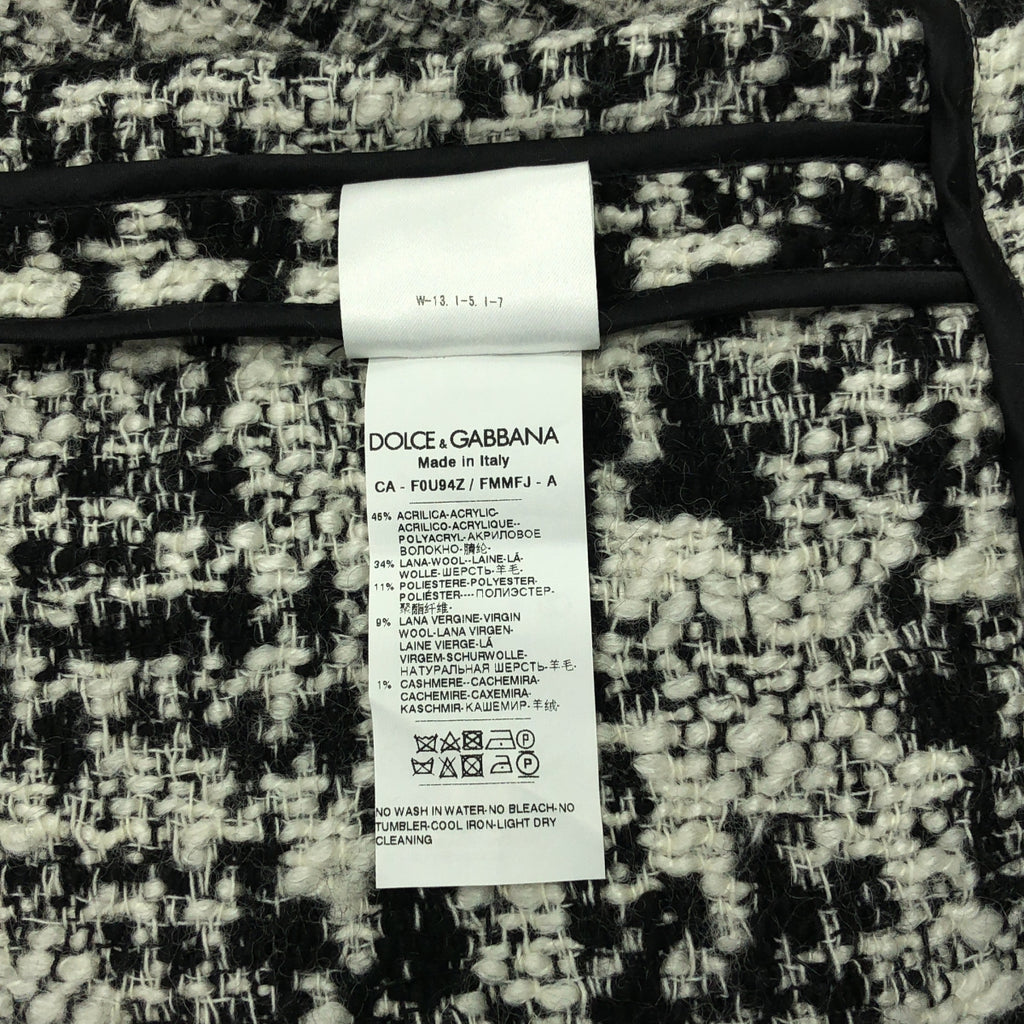 W-13. I-5. I-7
DOLCE & GABBANA
Made in Italy
CA - F0U94Z / FMMFJ - A
46% ACRILICA-ACRYLIC-
ACRILICO-ACRYLIQUE--
POLYACRYL-АКРИЛОВОЕ
ВОЛОКНО-腈纶-
34% LANA-WOOL--LAINE-LÃ-
WOLLE-ШЕРСТЬ-羊毛-
11% POLIESTERE-POLYESTER-
POLIÉSTER----ПОЛИЭСТЕР-
聚酯纤维-
9% LANA VERGINE-VIRGIN
WOOL-LANA VIRGEN-
LAINE VIERGE-LÃ
VIRGEM-SCHURWOLLE-
НАТУРАЛЬНАЯ ШЕРСТЬ-羊毛-
1% CASHMERE--CACHEMIRA-
CACHEMIRE-CAXEMIRA-
KASCHMIR-КАШЕМИР-羊绒-
P
P
NO WASH IN WATER-NO BLEACH-NO
TUMBLER-COOL IRON-LIGHT DRY
CLEANING